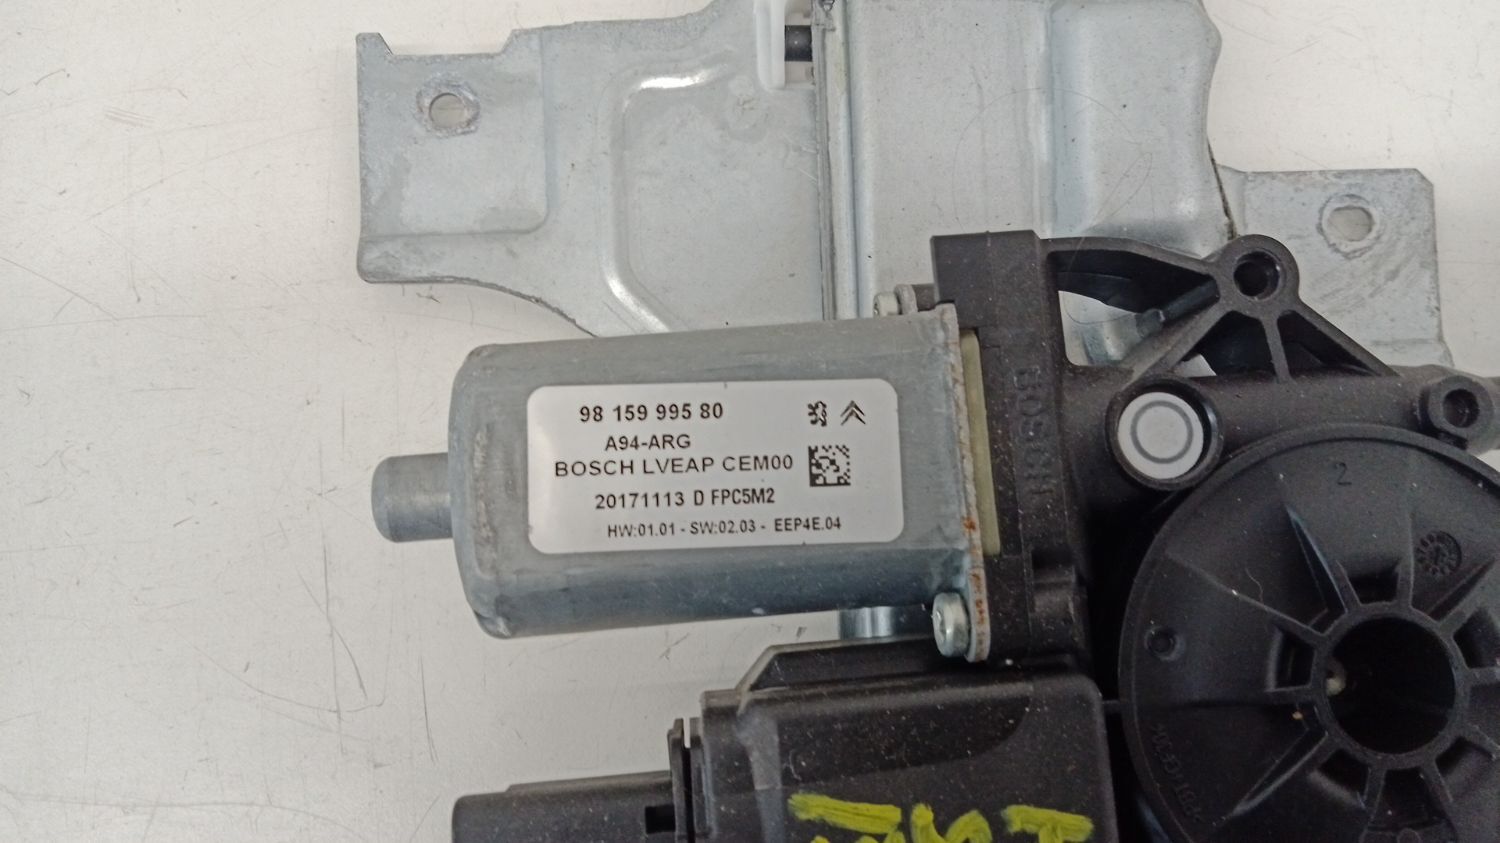 98 159 995 80
A94-ARG
BOSCH LVEAP CEM00
20171113 D FPC5M2
HW:01.01 - SW:02.03 - EEP4E.04
BOSCH
2